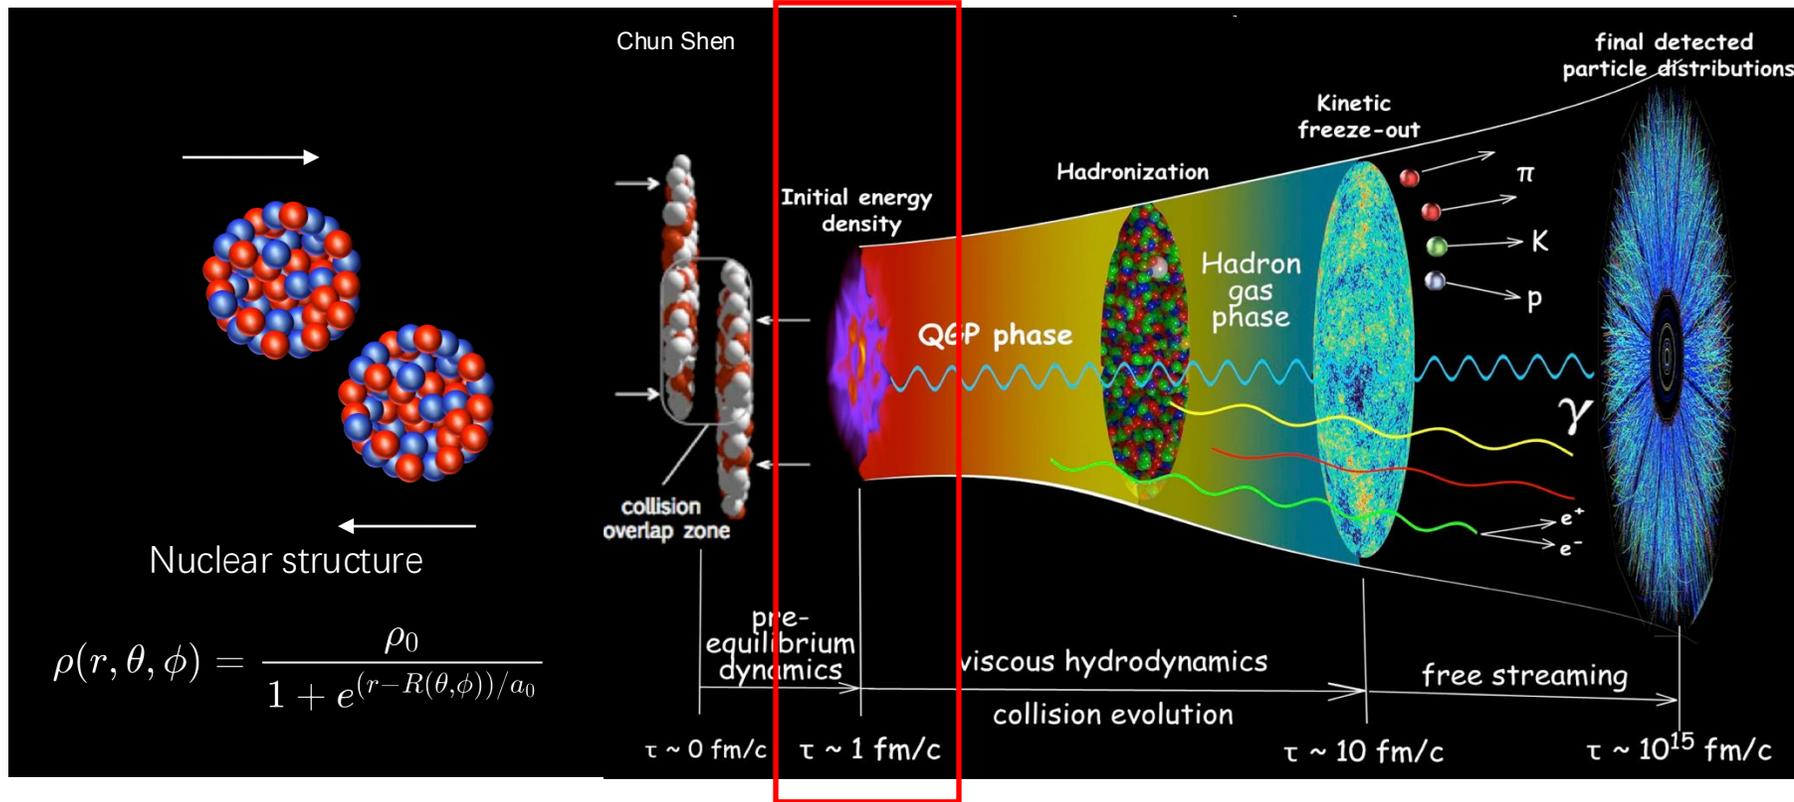 Chun Shen
final detected
particle distributions
Kinetic
freeze-out
Hadronization
Initial energy
density
π
K
p
Hadron
gas
phase
QGP phase
γ
collision
overlap zone
e⁺
e⁻
Nuclear structure
ρ(r, θ, ϕ) = ρ₀ / (1 + e^{(r−R(θ,ϕ))/a₀})
pre-
equilibrium
dynamics
viscous hydrodynamics
collision evolution
free streaming
τ ~ 0 fm/c
τ ~ 1 fm/c
τ ~ 10 fm/c
τ ~ 10¹⁵ fm/c